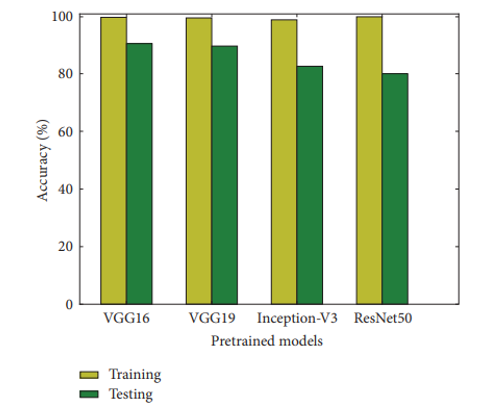 100
80
60
40
20
0
Accuracy (%)
VGG16 VGG19 Inception-V3 ResNet50
Pretrained models
Training
Testing